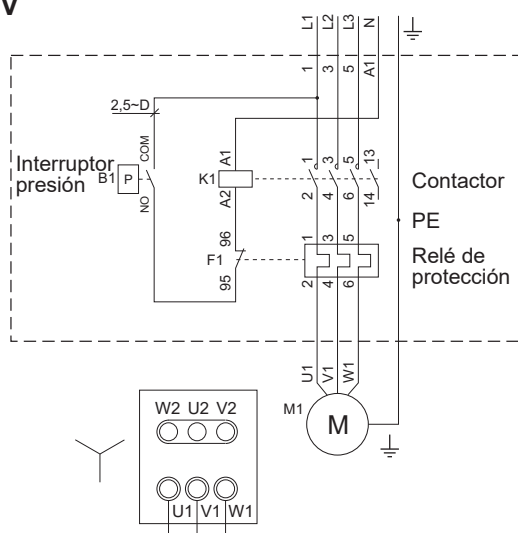 V
L1 L2 L3 N
1 3 5 A1
2,5~D
Interruptor
presión
B1 P
COM
NO
K1
A1
A2
1 3 5 13
2 4 6 14
Contactor
PE
F1
96
95
1 3 5
2 4 6
Relé de
protección
U1 V1 W1
M1
M
W2 U2 V2
U1 V1 W1